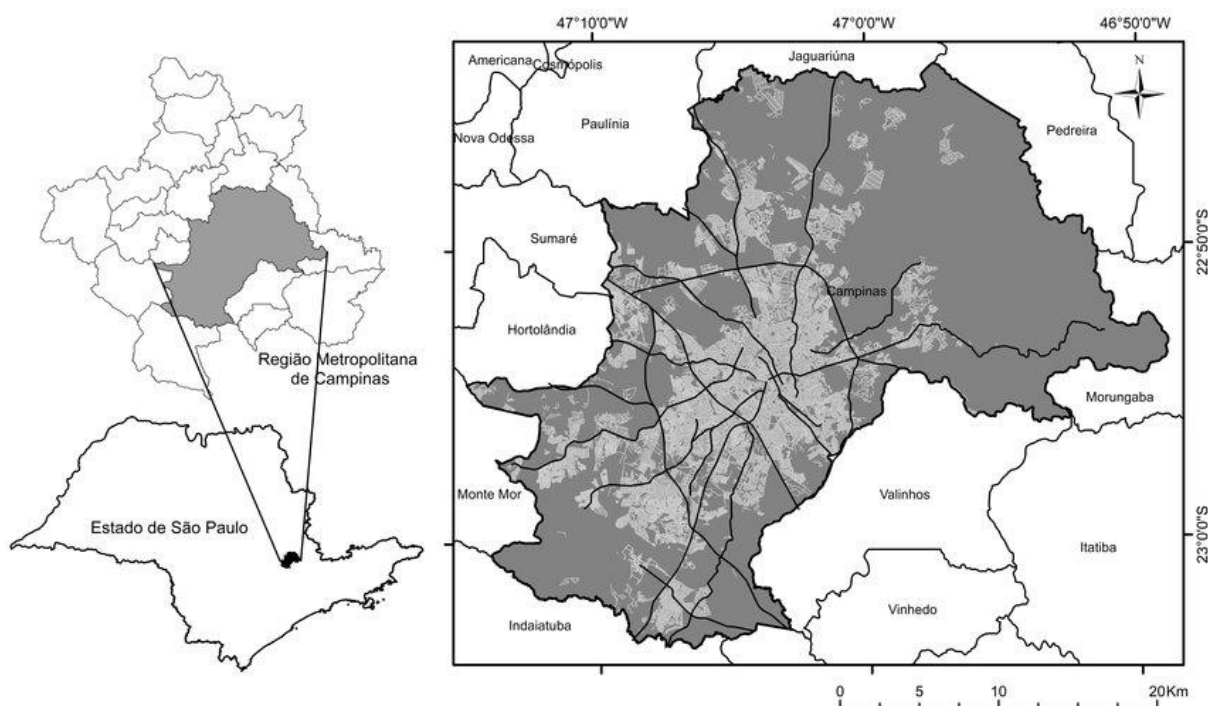 47°10'0"W
47°0'0"W
46°50'0"W
Americana
Cosmópolis
Jaguariúna
N
Paulínia
Pedreira
Nova Odessa
Sumaré
22°50'0"S
Campinas
Hortolândia
Região Metropolitana
de Campinas
Morungaba
Monte Mor
Valinhos
Estado de São Paulo
23°0'0"S
Itatiba
Vinhedo
Indaiatuba
0 5 10 20Km